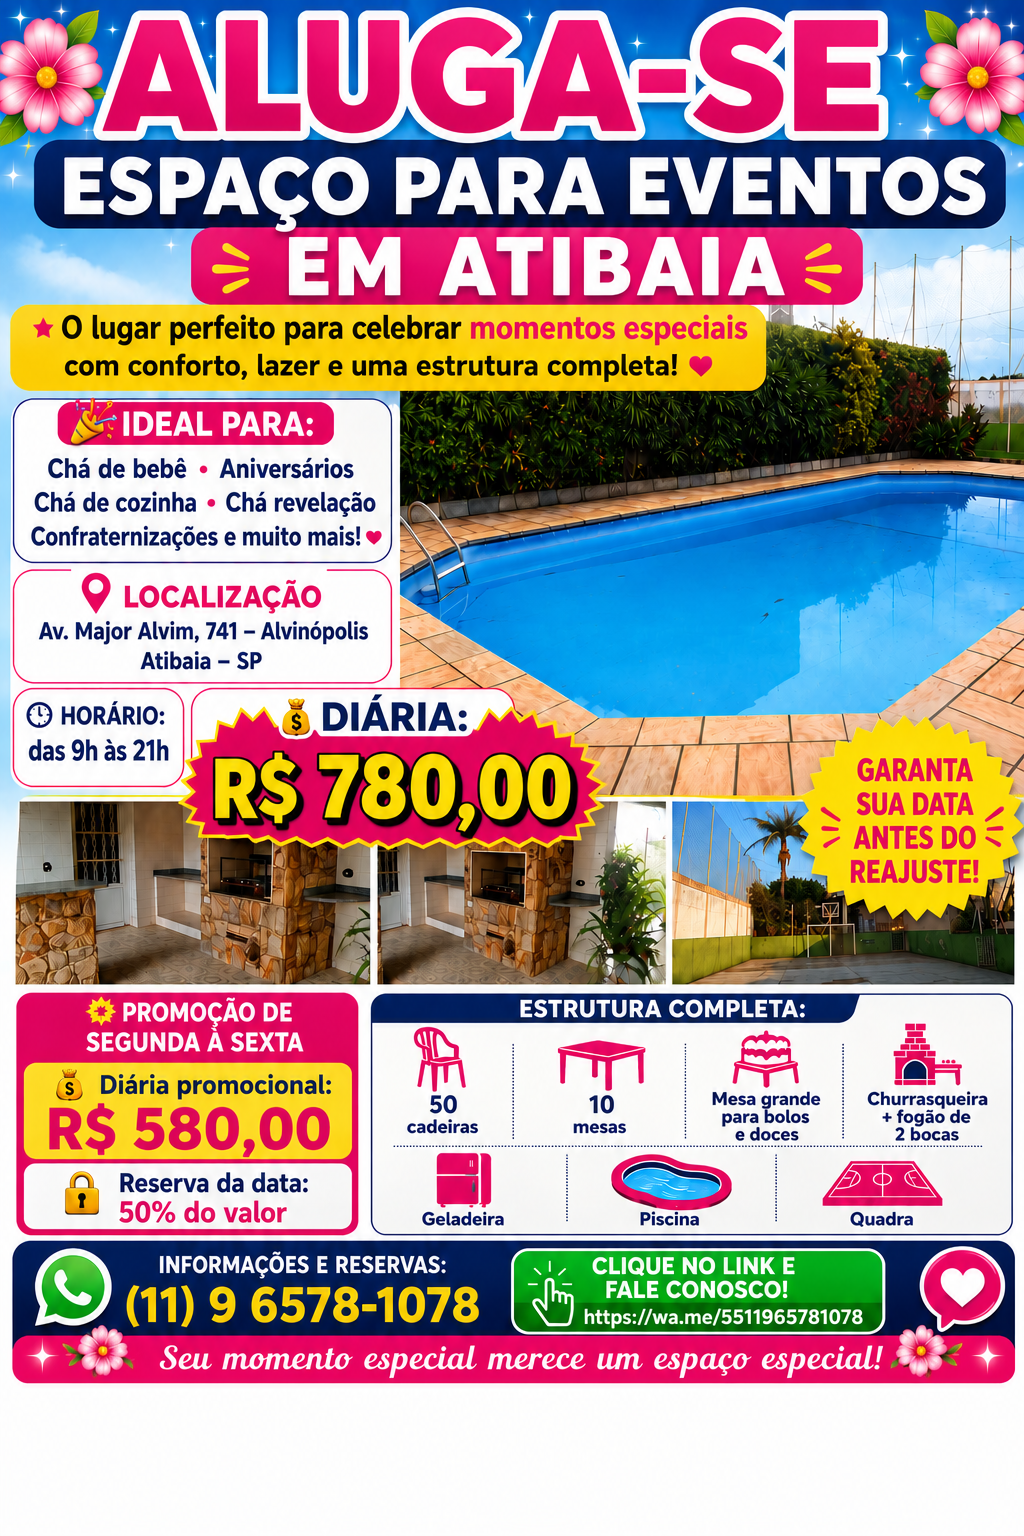 ALUGA-SE
ESPAÇO PARA EVENTOS
EM ATIBAIA
O lugar perfeito para celebrar momentos especiais
com conforto, lazer e uma estrutura completa!
IDEAL PARA:
Chá de bebê • Aniversários
Chá de cozinha • Chá revelação
Confraternizações e muito mais!
LOCALIZAÇÃO
Av. Major Alvim, 741 – Alvinópolis
Atibaia – SP
HORÁRIO:
das 9h às 21h
DIÁRIA:
R$ 780,00
GARANTA
SUA DATA
ANTES DO
REAJUSTE!
PROMOÇÃO DE
SEGUNDA À SEXTA
Diária promocional:
R$ 580,00
Reserva da data:
50% do valor
ESTRUTURA COMPLETA:
50
cadeiras
10
mesas
Mesa grande
para bolos
e doces
Churrasqueira
+ fogão de
2 bocas
Geladeira
Piscina
Quadra
INFORMAÇÕES E RESERVAS:
(11) 9 6578-1078
CLIQUE NO LINK E
FALE CONOSCO!
https://wa.me/5511965781078
Seu momento especial merece um espaço especial!